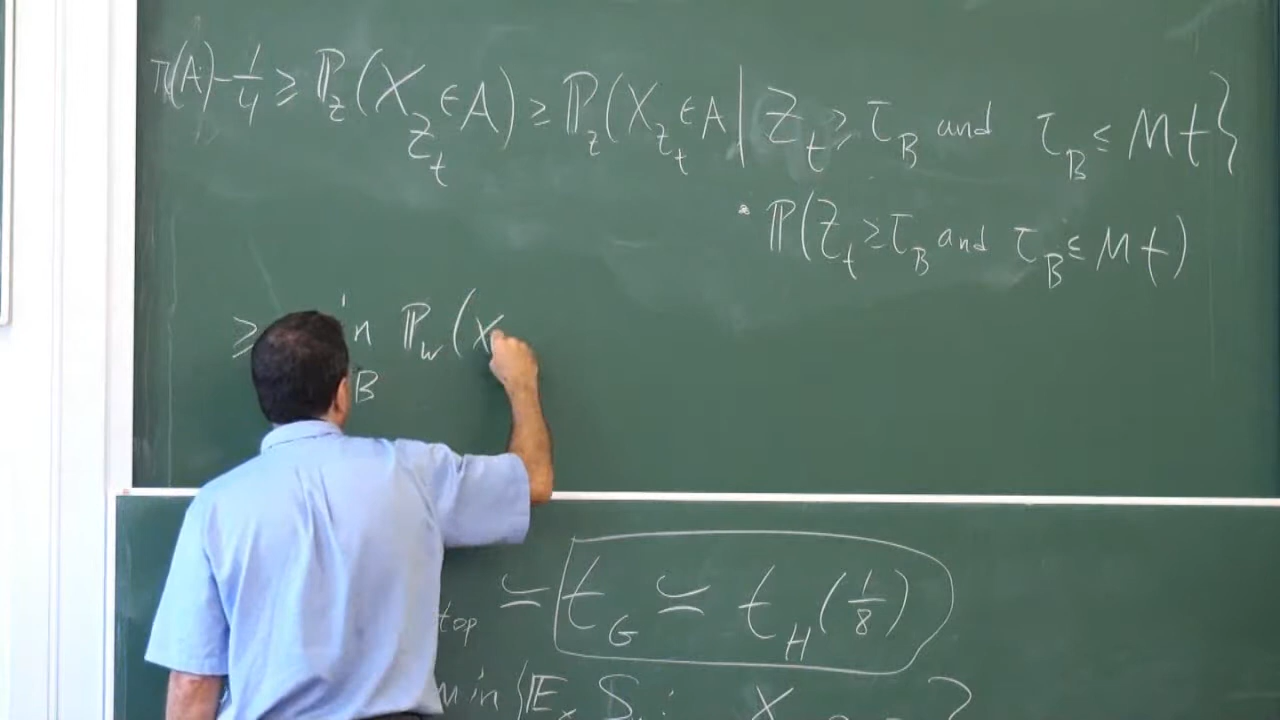 π(A) - 1/4 ≥ ℙ_z(X_{Z_t} ∈ A) ≥ ℙ_z(X_{Z_t} ∈ A | Z_t ≥ τ_B and τ_B ≤ Mt}
· ℙ(Z_t ≥ τ_B and τ_B ≤ Mt)
≥ in ℙ_w(X
B
top ≍ t_G ≍ t_H(1/8)
min {𝔼_x S : X